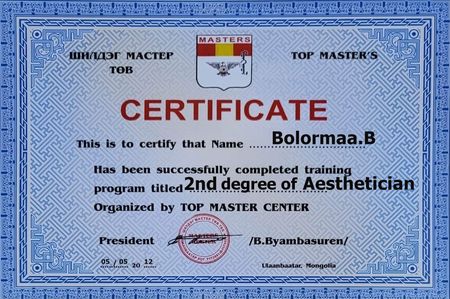 MASTERS
ШИЛДЭГ МАСТЕР ТӨВ
TOP MASTER'S
CERTIFICATE
This is to certify that Name Bolormaa.B
Has been successfully completed training
program titled 2nd degree of Aesthetician
Organized by TOP MASTER CENTER
MASTERS
President /B.Byambasuren/
05 / 05 20 12
Ulaanbaatar. Mongolia